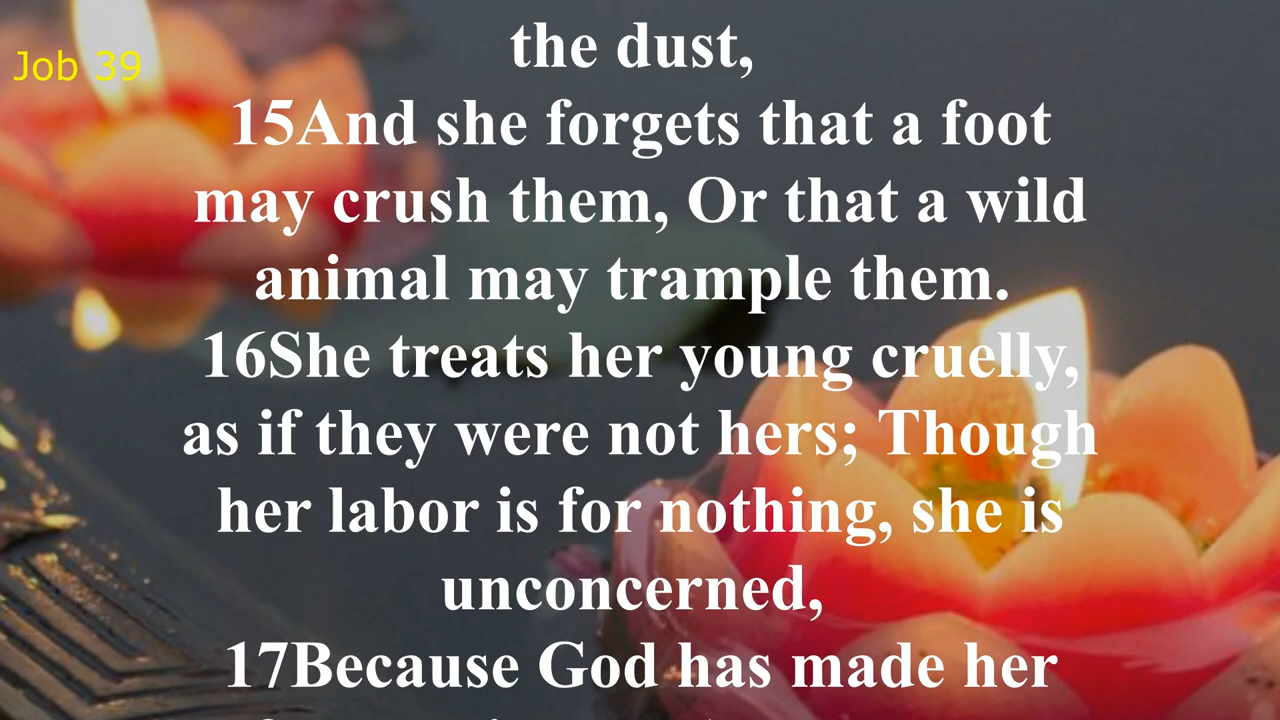 the dust,
Job 39
15And she forgets that a foot
may crush them, Or that a wild
animal may trample them.
16She treats her young cruelly,
as if they were not hers; Though
her labor is for nothing, she is
unconcerned,
17Because God has made her